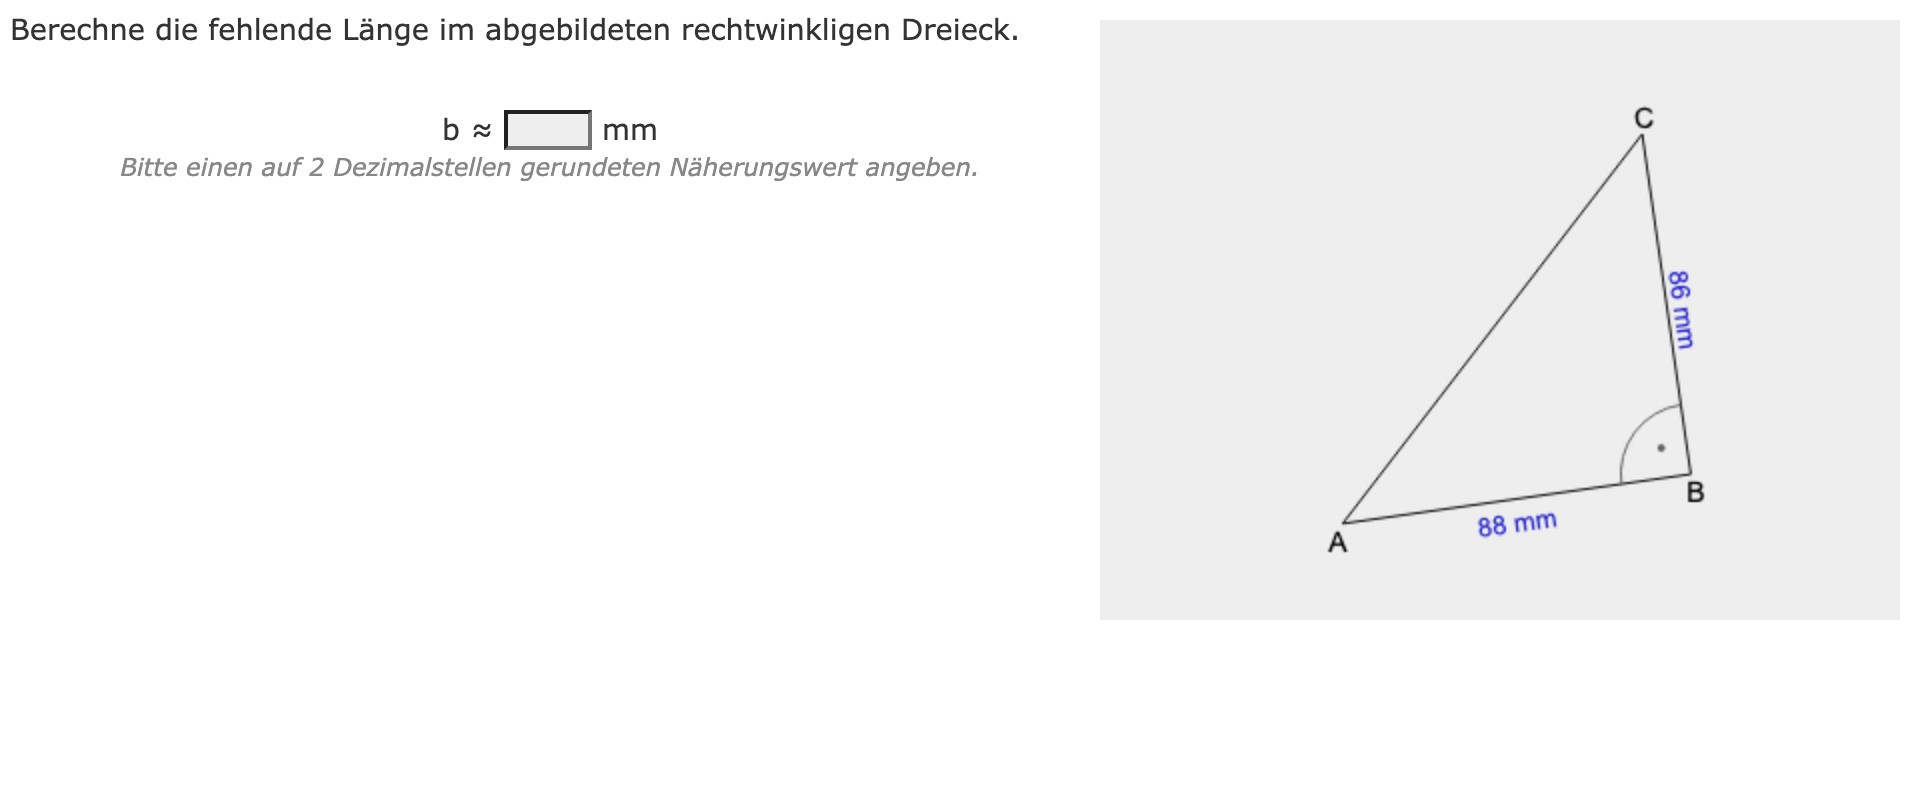 Berechne die fehlende Länge im abgebildeten rechtwinkligen Dreieck.
b ≈ mm
Bitte einen auf 2 Dezimalstellen gerundeten Näherungswert angeben.
C
86 mm
B
88 mm
A